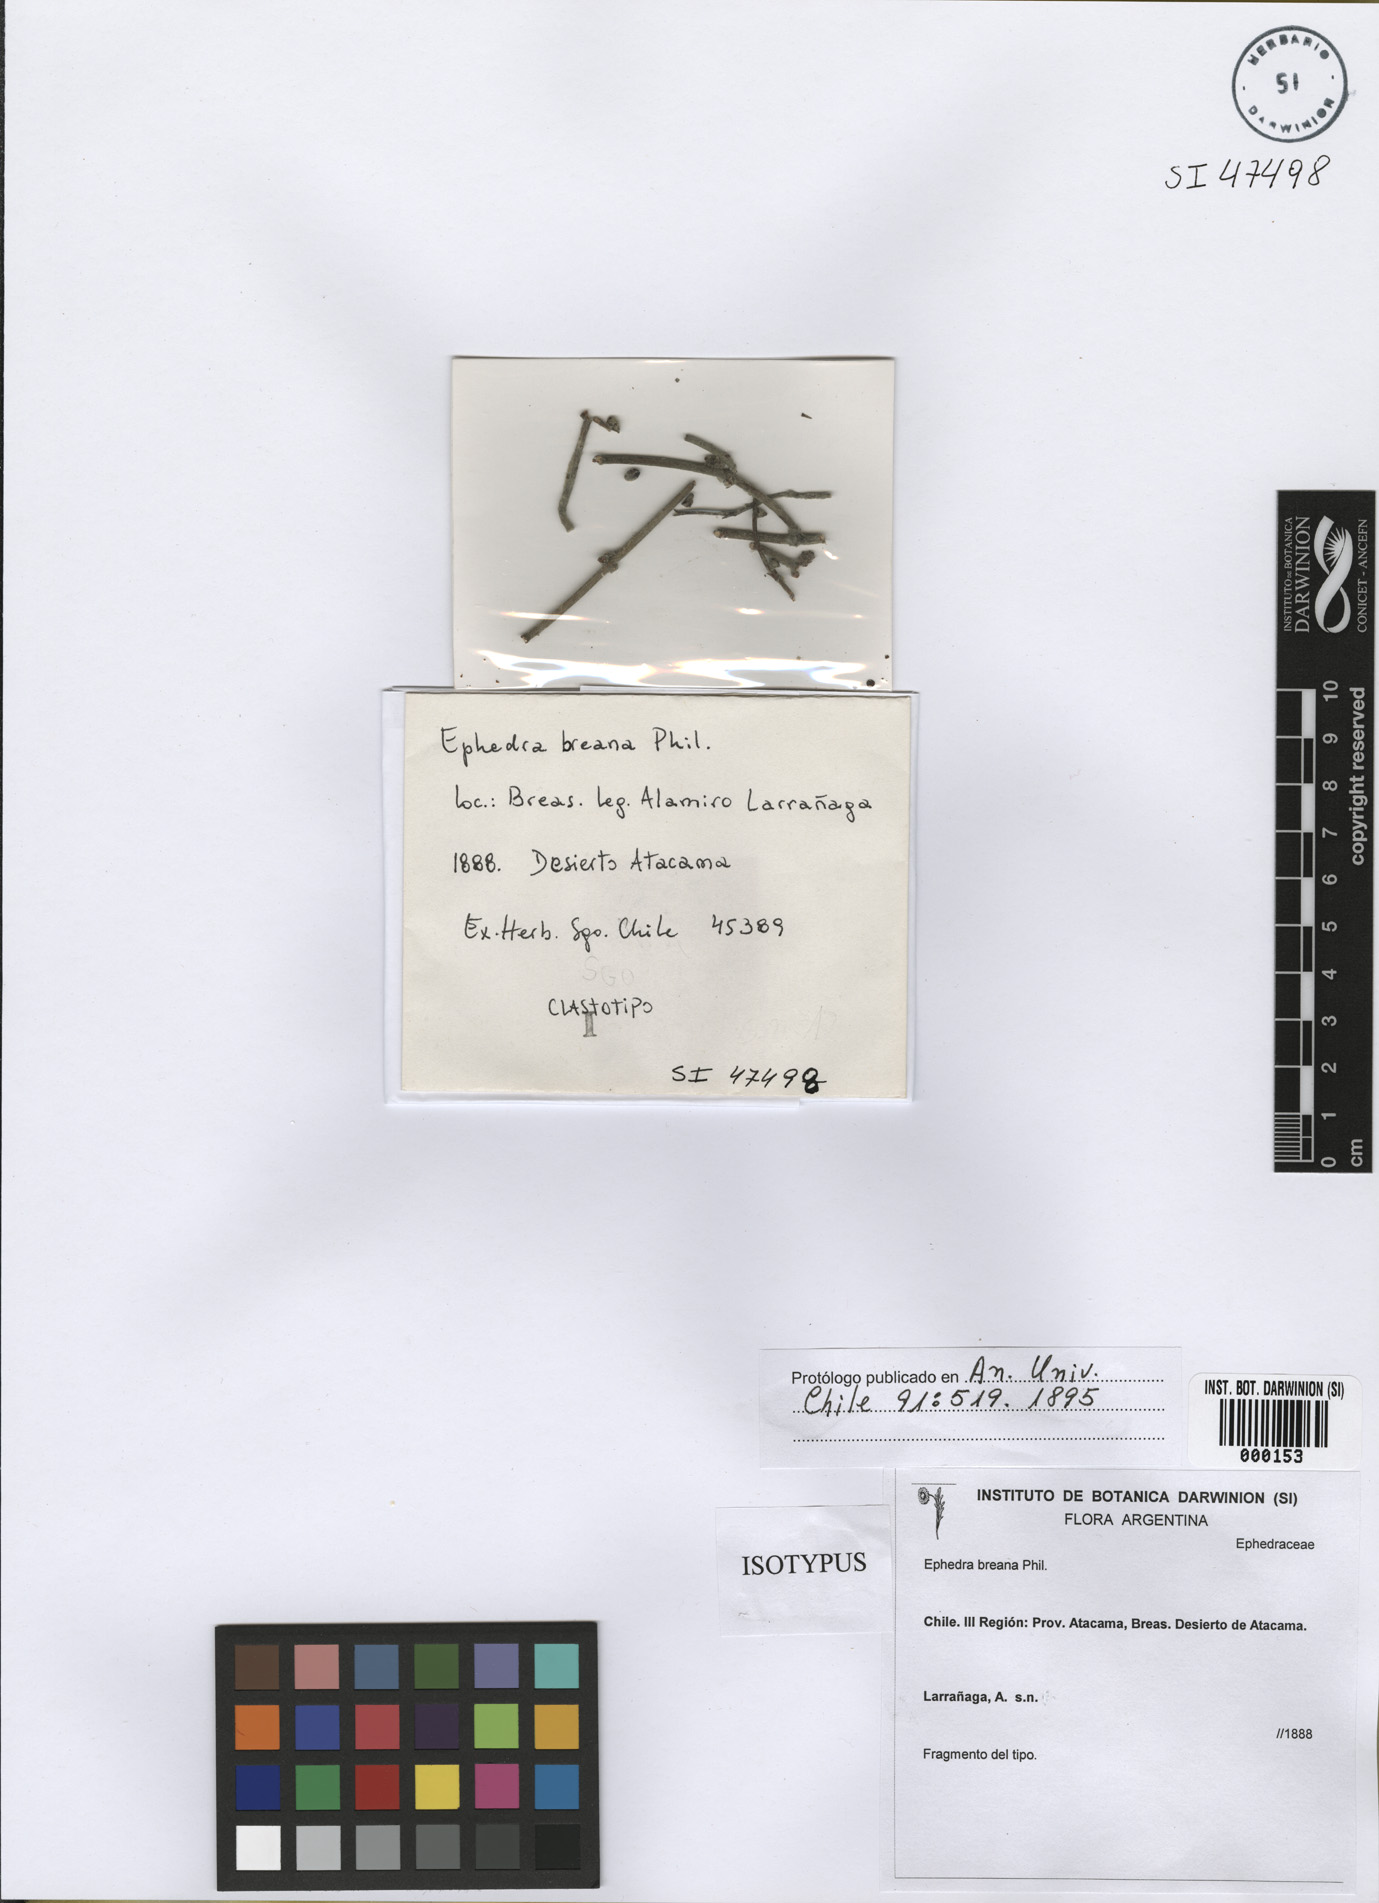 HERBARIO
SI
DARWINION
SI 47498
Ephedra breana Phil.
loc.: Breas. leg. Alamiro Larrañaga
1888. Desierto Atacama
Ex. Herb. Sgo. Chile 45389
SGO
CLASTOTIPO
SI 47498
INSTITUTO DE BOTANICA
DARWINION
CONICET - ANCEFN
10
9
8
7
6
5
4
3
2
1
0
cm
copyright reserved
Protólogo publicado en An. Univ.
Chile 91:519. 1895
INST. BOT. DARWINION (SI)
000153
ISOTYPUS
INSTITUTO DE BOTANICA DARWINION (SI)
FLORA ARGENTINA
Ephedraceae
Ephedra breana Phil.
Chile. III Región: Prov. Atacama, Breas. Desierto de Atacama.
Larrañaga, A. s.n.
//1888
Fragmento del tipo.